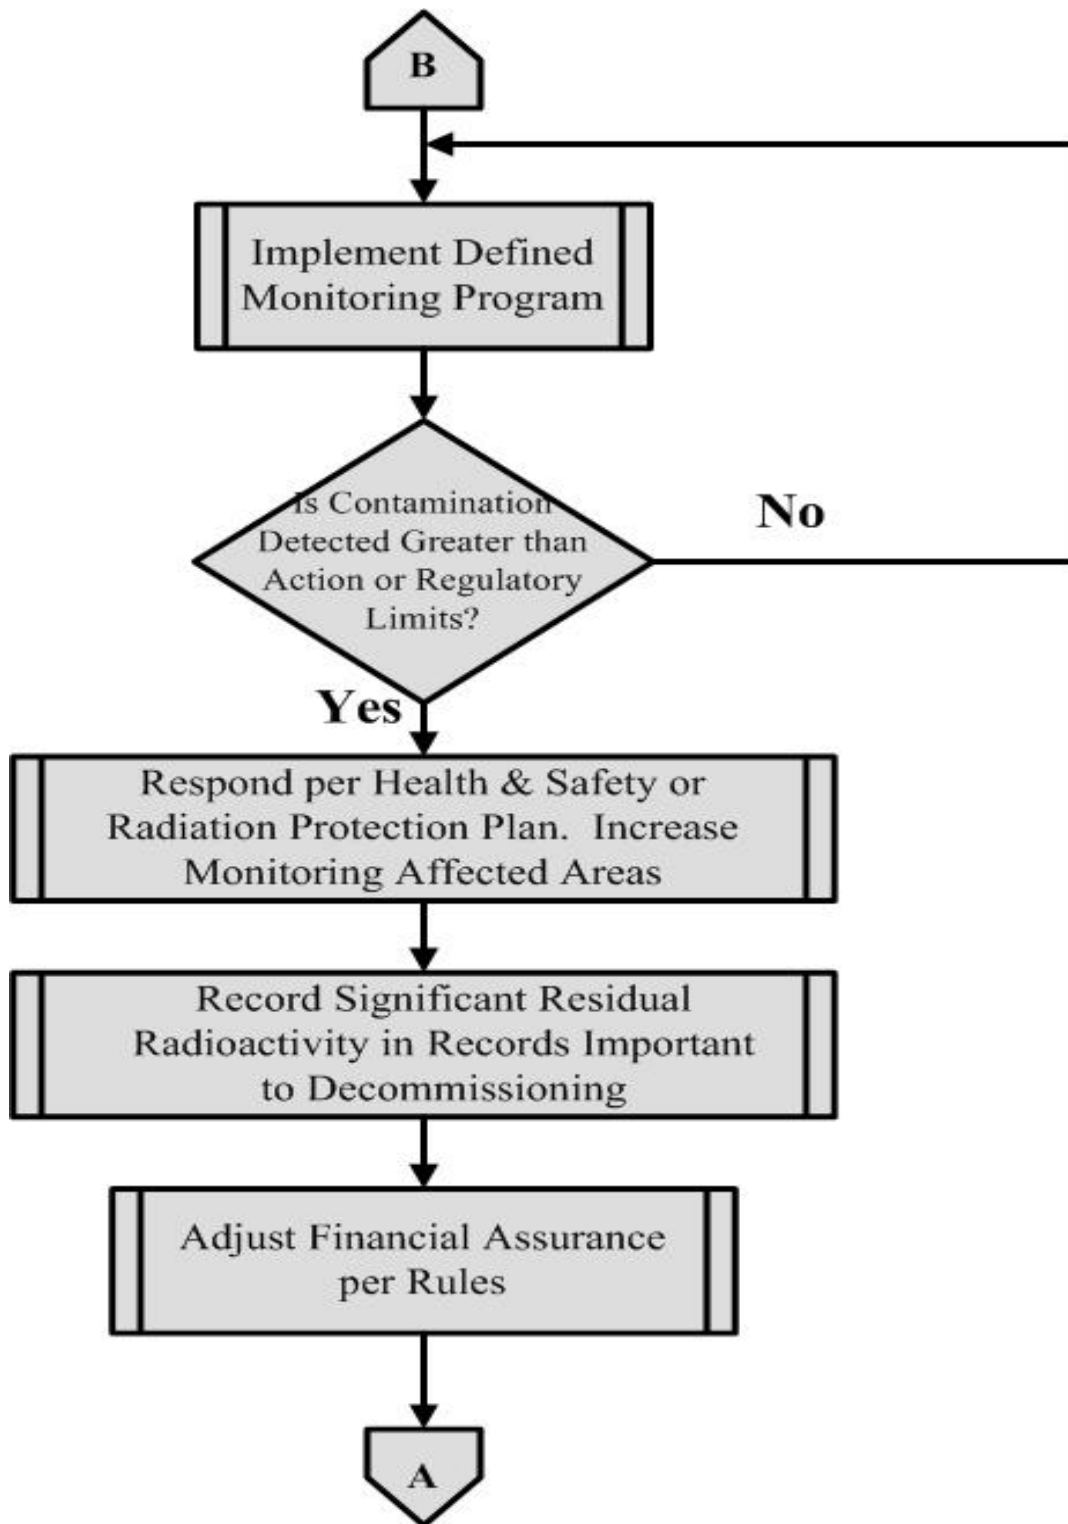 B
Implement Defined
Monitoring Program
Is Contamination
Detected Greater than
Action or Regulatory
Limits?
No
Yes
Respond per Health & Safety or
Radiation Protection Plan.  Increase
Monitoring Affected Areas
Record Significant Residual
Radioactivity in Records Important
to Decommissioning
Adjust Financial Assurance
per Rules
A